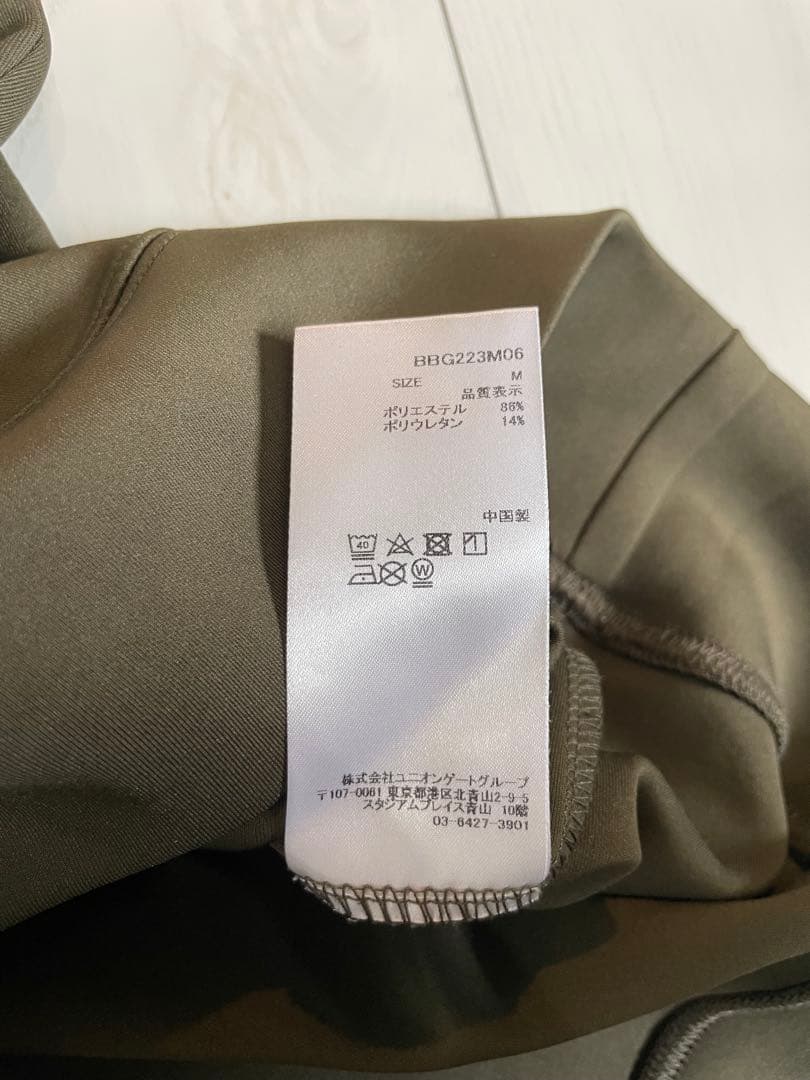 BBG223M06
SIZE M
品質表示
ポリエステル 86%
ポリウレタン 14%
中国製
40
W
株式会社ユニオンゲートグループ
〒107-0061 東京都港区北青山2-9-5
スタジアムプレイス青山 10階
03-6427-3901